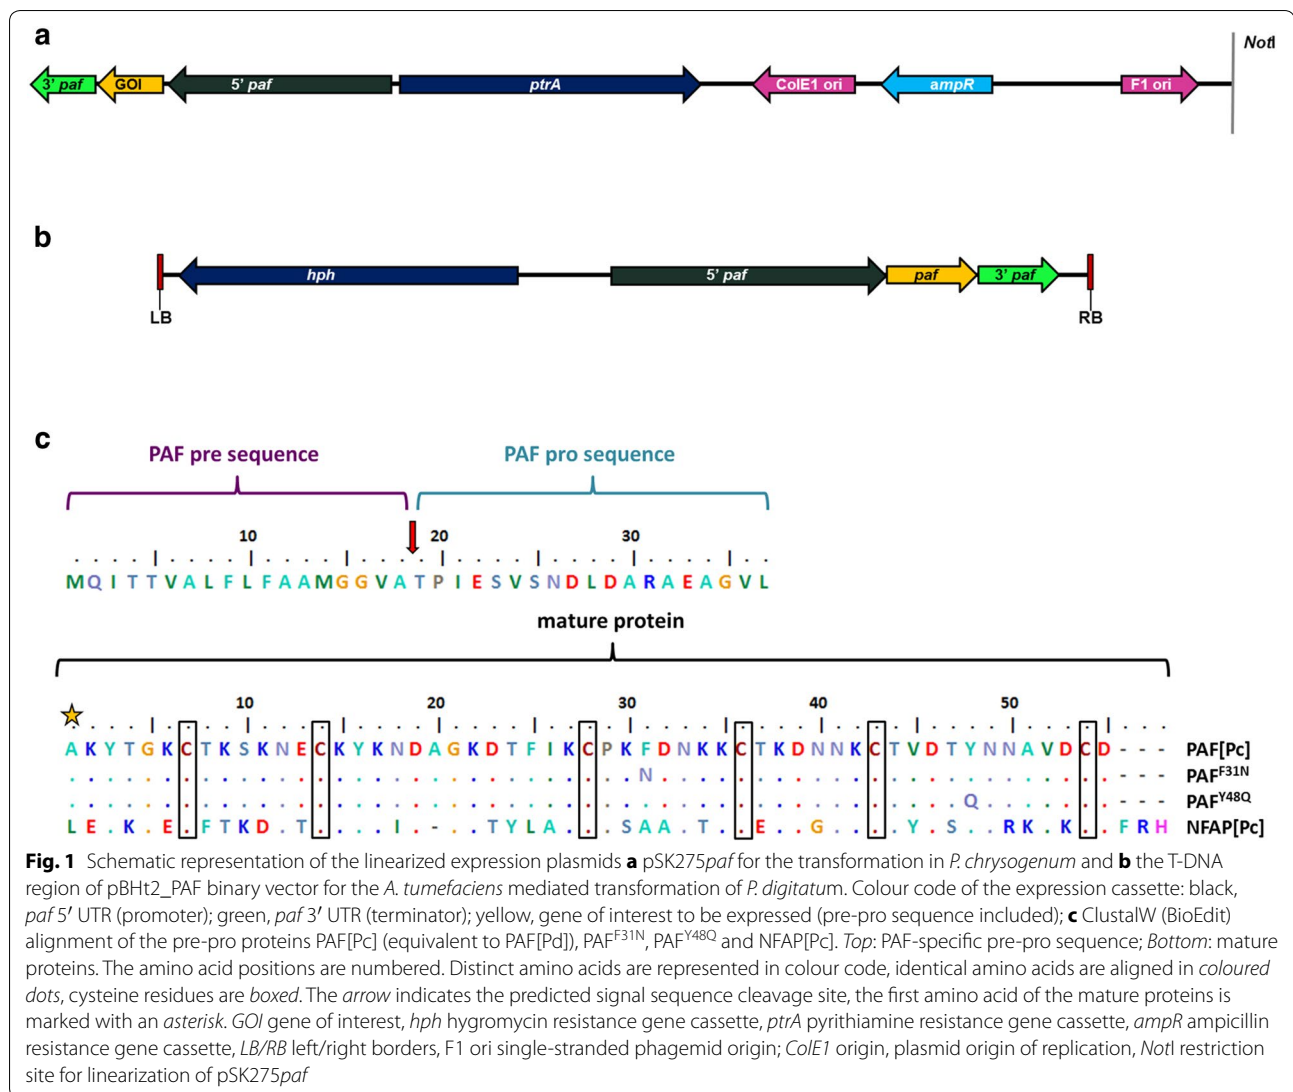 a
NotI
3' paf GOI 5' paf ptrA ColE1 ori ampR F1 ori
b
hph 5' paf paf 3' paf
LB RB
c
PAF pre sequence PAF pro sequence
10 20 30
MQITTVALFLFAAMGGVATPIESVSNDLDARAEAGVL
mature protein
10 20 30 40 50
AKYTGKCTKSKNECKYKNDAGKDTFIKCPKFDNKKCTKDNNKCTVDTYNNAVDCD--- PAF[Pc]
..............................N........................--- PAFF31N
...............................................Q.......--- PAFY48Q
LE.K.E.FTKD.T....I.-.TYLA...SAA.T..E..G....Y.S..RK.K..FRH NFAP[Pc]
Fig. 1 Schematic representation of the linearized expression plasmids a pSK275paf for the transformation in P. chrysogenum and b the T-DNA
region of pBHt2_PAF binary vector for the A. tumefaciens mediated transformation of P. digitatum. Colour code of the expression cassette: black,
paf 5′ UTR (promoter); green, paf 3′ UTR (terminator); yellow, gene of interest to be expressed (pre-pro sequence included); c ClustalW (BioEdit)
alignment of the pre-pro proteins PAF[Pc] (equivalent to PAF[Pd]), PAFF31N, PAFY48Q and NFAP[Pc]. Top: PAF-specific pre-pro sequence; Bottom: mature
proteins. The amino acid positions are numbered. Distinct amino acids are represented in colour code, identical amino acids are aligned in coloured
dots, cysteine residues are boxed. The arrow indicates the predicted signal sequence cleavage site, the first amino acid of the mature proteins is
marked with an asterisk. GOI gene of interest, hph hygromycin resistance gene cassette, ptrA pyrithiamine resistance gene cassette, ampR ampicillin
resistance gene cassette, LB/RB left/right borders, F1 ori single-stranded phagemid origin; ColE1 origin, plasmid origin of replication, NotI restriction
site for linearization of pSK275paf